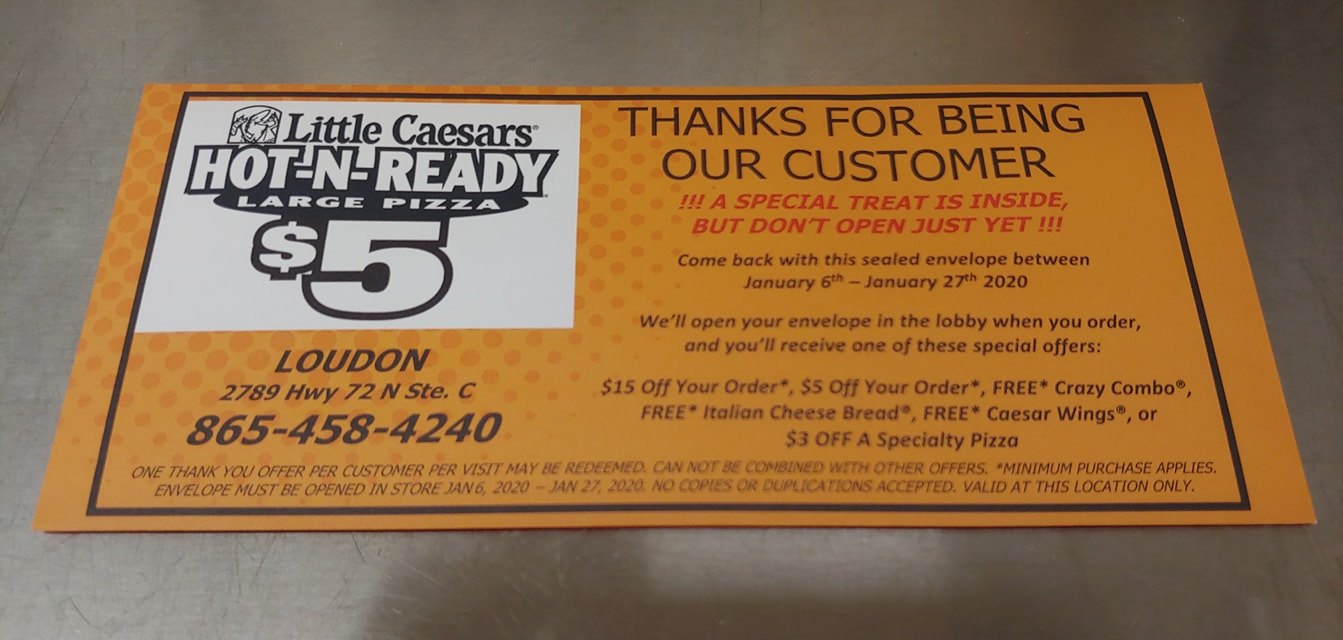 Little Caesars®
HOT-N-READY
LARGE PIZZA
$5
LOUDON
2789 Hwy 72 N Ste. C
865-458-4240
THANKS FOR BEING
OUR CUSTOMER
!!! A SPECIAL TREAT IS INSIDE,
BUT DON'T OPEN JUST YET !!!
Come back with this sealed envelope between
January 6th – January 27th 2020
We'll open your envelope in the lobby when you order,
and you'll receive one of these special offers:
$15 Off Your Order*, $5 Off Your Order*, FREE* Crazy Combo®,
FREE* Italian Cheese Bread®, FREE* Caesar Wings®, or
$3 OFF A Specialty Pizza
ONE THANK YOU OFFER PER CUSTOMER PER VISIT MAY BE REDEEMED. CAN NOT BE COMBINED WITH OTHER OFFERS. *MINIMUM PURCHASE APPLIES.
ENVELOPE MUST BE OPENED IN STORE JAN 6, 2020 – JAN 27, 2020. NO COPIES OR DUPLICATIONS ACCEPTED. VALID AT THIS LOCATION ONLY.